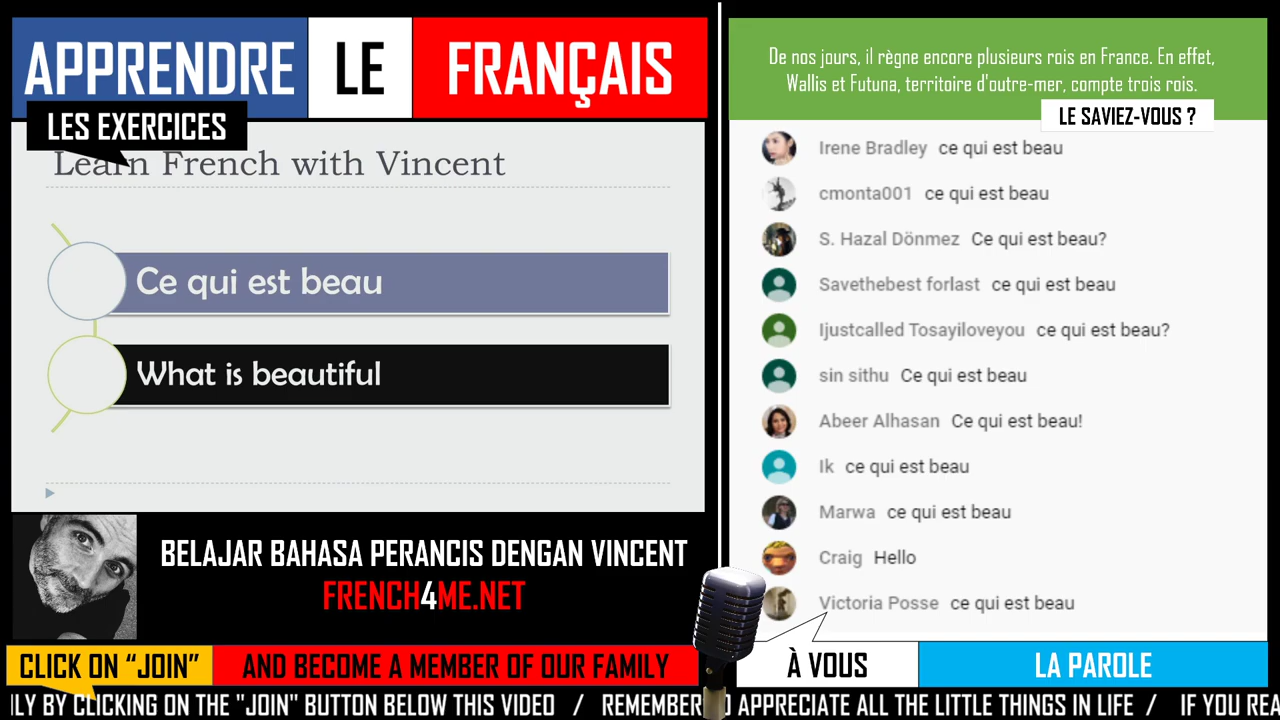 APPRENDRE LE FRANÇAIS
LES EXERCICES
Learn French with Vincent
Ce qui est beau
What is beautiful
BELAJAR BAHASA PERANCIS DENGAN VINCENT
FRENCH4ME.NET
CLICK ON “JOIN” AND BECOME A MEMBER OF OUR FAMILY
De nos jours, il règne encore plusieurs rois en France. En effet,
Wallis et Futuna, territoire d'outre-mer, compte trois rois.
LE SAVIEZ-VOUS ?
Irene Bradley ce qui est beau
cmonta001 ce qui est beau
S. Hazal Dönmez Ce qui est beau?
Savethebest forlast ce qui est beau
Ijustcalled Tosayiloveyou ce qui est beau?
sin sithu Ce qui est beau
Abeer Alhasan Ce qui est beau!
Ik ce qui est beau
Marwa ce qui est beau
Craig Hello
Victoria Posse ce qui est beau
À VOUS LA PAROLE
BY CLICKING ON THE "JOIN" BUTTON BELOW THIS VIDEO / REMEMBER APPRECIATE ALL THE LITTLE THINGS IN LIFE / IF YOU